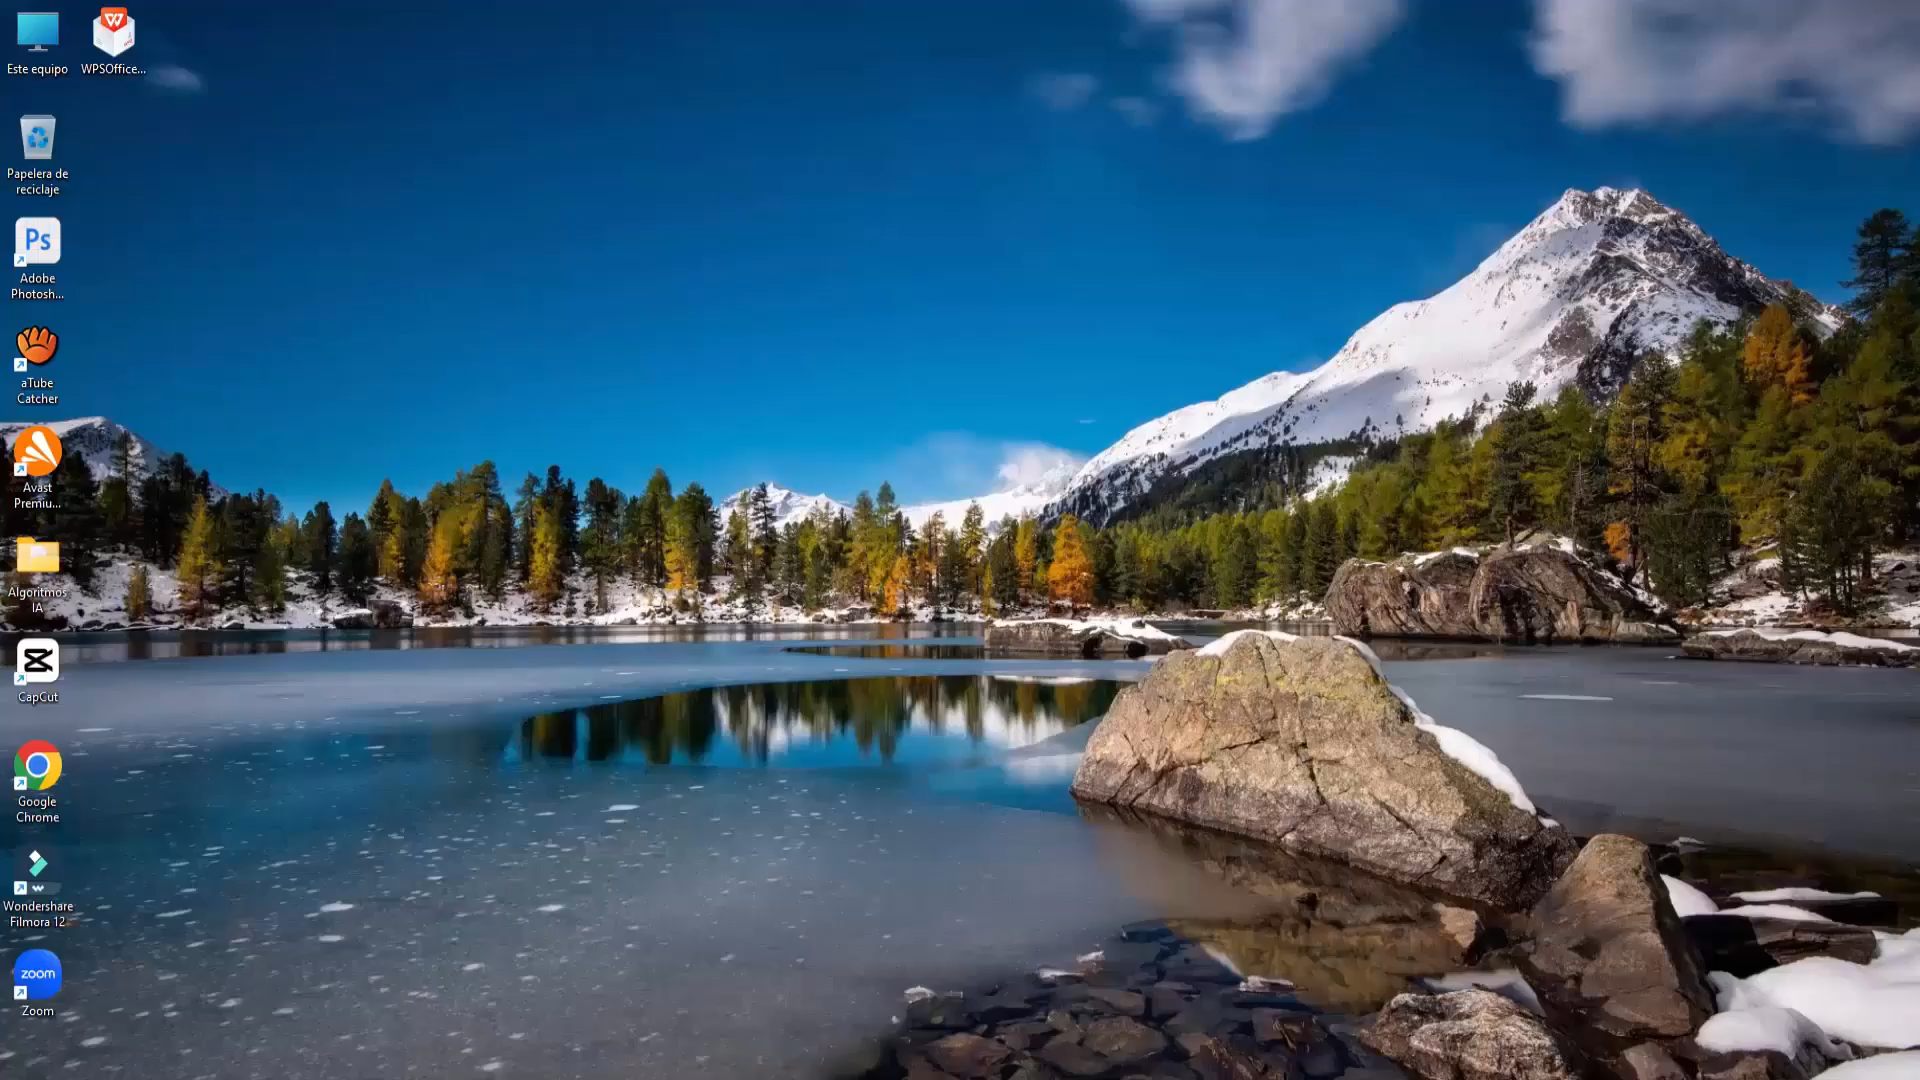 Este equipo
WPSOffice...
Papelera de
reciclaje
Ps
Adobe
Photosh...
aTube
Catcher
Avast
Premiu...
Algoritmos
IA
CapCut
Google
Chrome
Wondershare
Filmora 12
zoom
Zoom